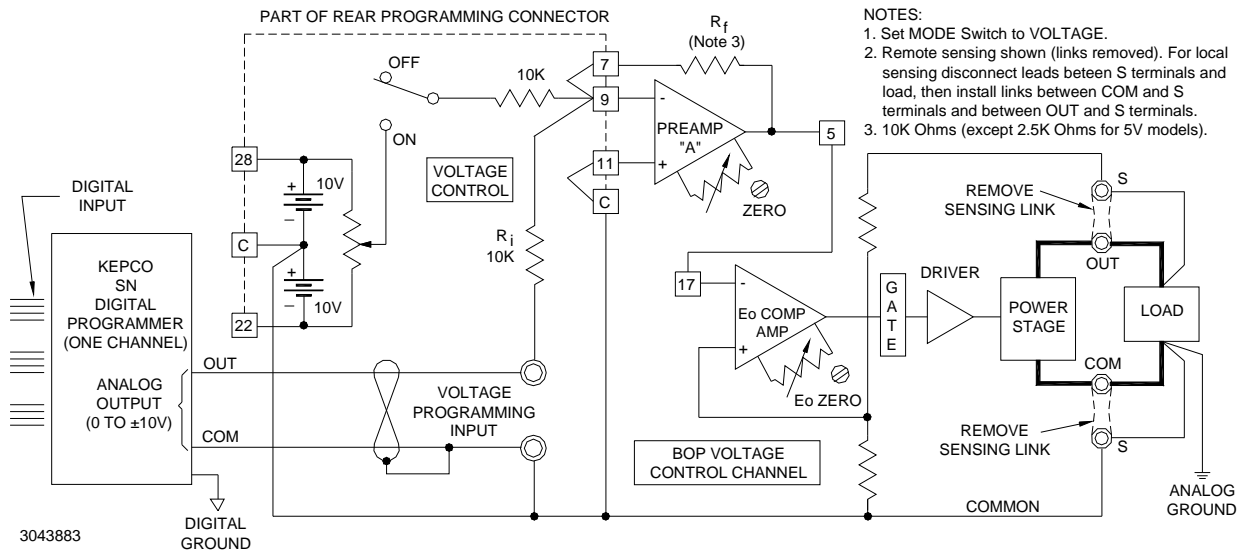 PART OF REAR PROGRAMMING CONNECTOR
NOTES:
1. Set MODE Switch to VOLTAGE.
2. Remote sensing shown (links removed). For local
sensing disconnect leads beteen S terminals and
load, then install links between COM and S
terminals and between OUT and S terminals.
3. 10K Ohms (except 2.5K Ohms for 5V models).
Rf
(Note 3)
OFF
10K
7
9
-
PREAMP
"A"
5
ON
11
+
C
ZERO
VOLTAGE
CONTROL
28
+
10V
–
C
+
10V
–
22
Ri
10K
DIGITAL
INPUT
KEPCO
SN
DIGITAL
PROGRAMMER
(ONE CHANNEL)
ANALOG
OUTPUT
(0 TO ±10V)
OUT
COM
VOLTAGE
PROGRAMMING
INPUT
17
-
Eo COMP
AMP
+
Eo ZERO
GATE
DRIVER
POWER
STAGE
REMOVE
SENSING LINK
S
OUT
LOAD
COM
REMOVE
SENSING LINK
S
BOP VOLTAGE
CONTROL CHANNEL
COMMON
ANALOG
GROUND
DIGITAL
GROUND
3043883